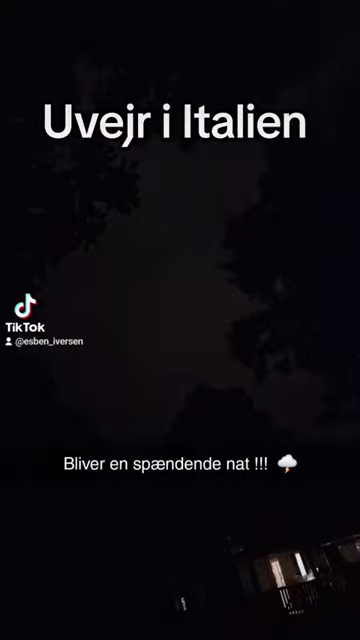 Uvejr i Italien
TikTok
@esben_iversen
Bliver en spændende nat !!! 🌩️